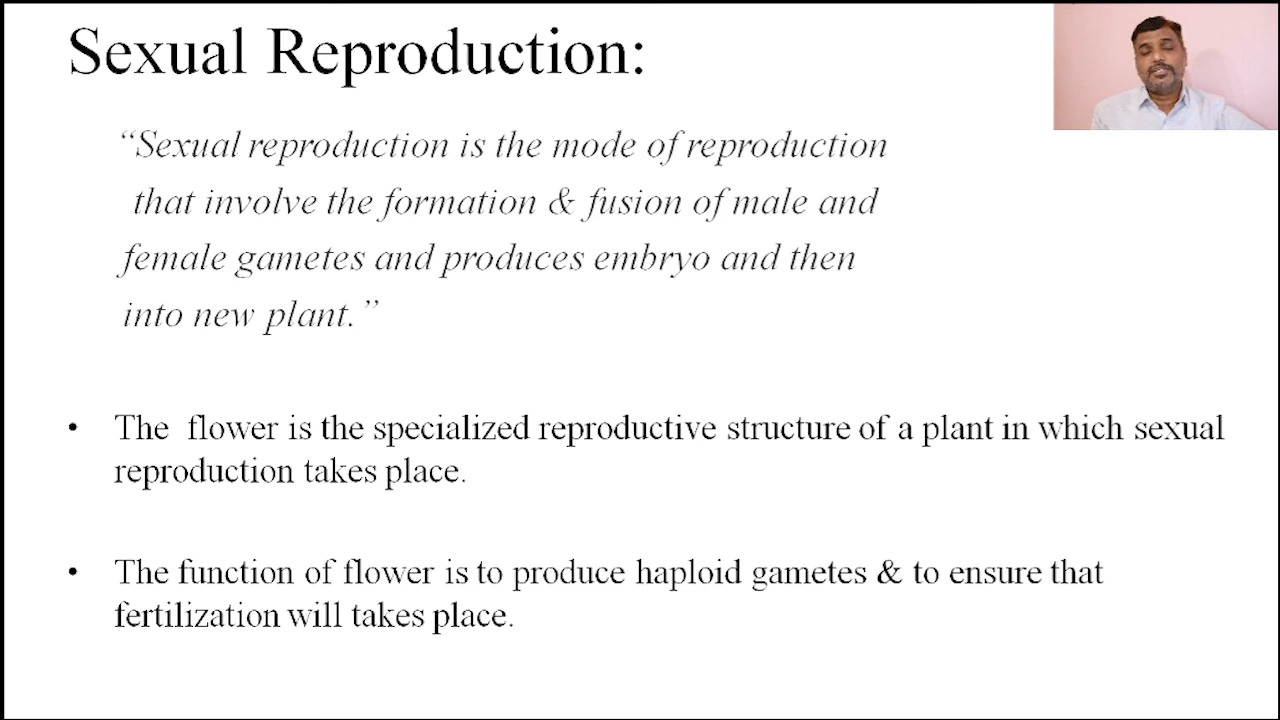 Sexual Reproduction:
“Sexual reproduction is the mode of reproduction
that involve the formation & fusion of male and
female gametes and produces embryo and then
into new plant.”
• The flower is the specialized reproductive structure of a plant in which sexual
reproduction takes place.
• The function of flower is to produce haploid gametes & to ensure that
fertilization will takes place.